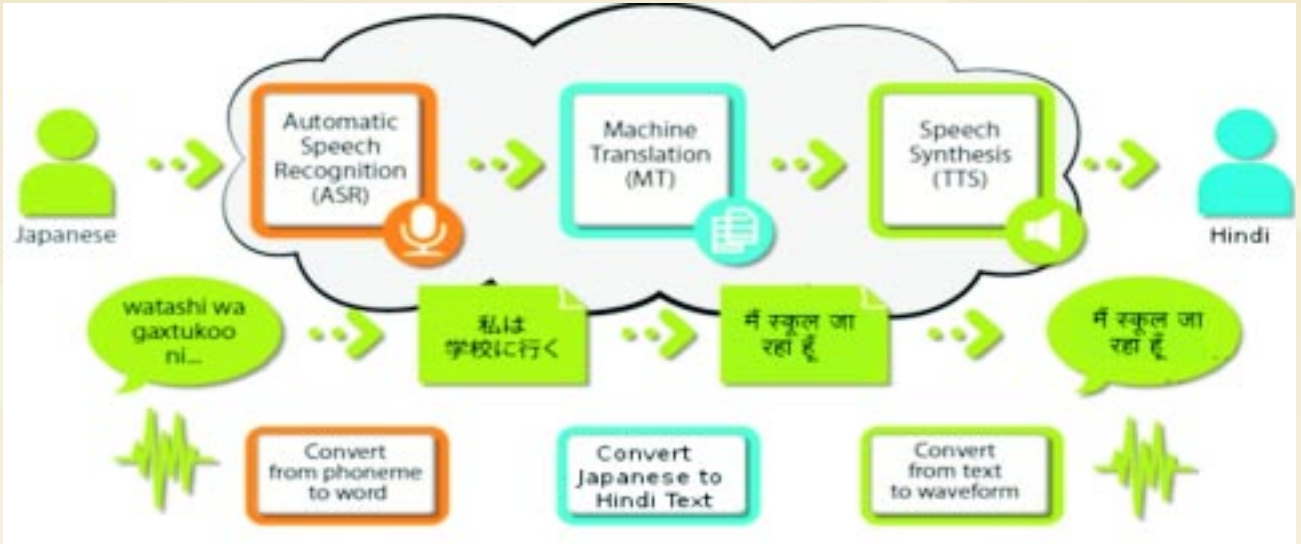 Automatic
Speech
Recognition
(ASR)
Machine
Translation
(MT)
Speech
Synthesis
(TTS)
Japanese
Hindi
watashi wa
gaxtukoo
ni...
私は
学校に行く
में स्कूल जा
रहा हूँ
में स्कूल जा
रहा हूँ
Convert
from phoneme
to word
Convert
Japanese to
Hindi Text
Convert
from text
to waveform